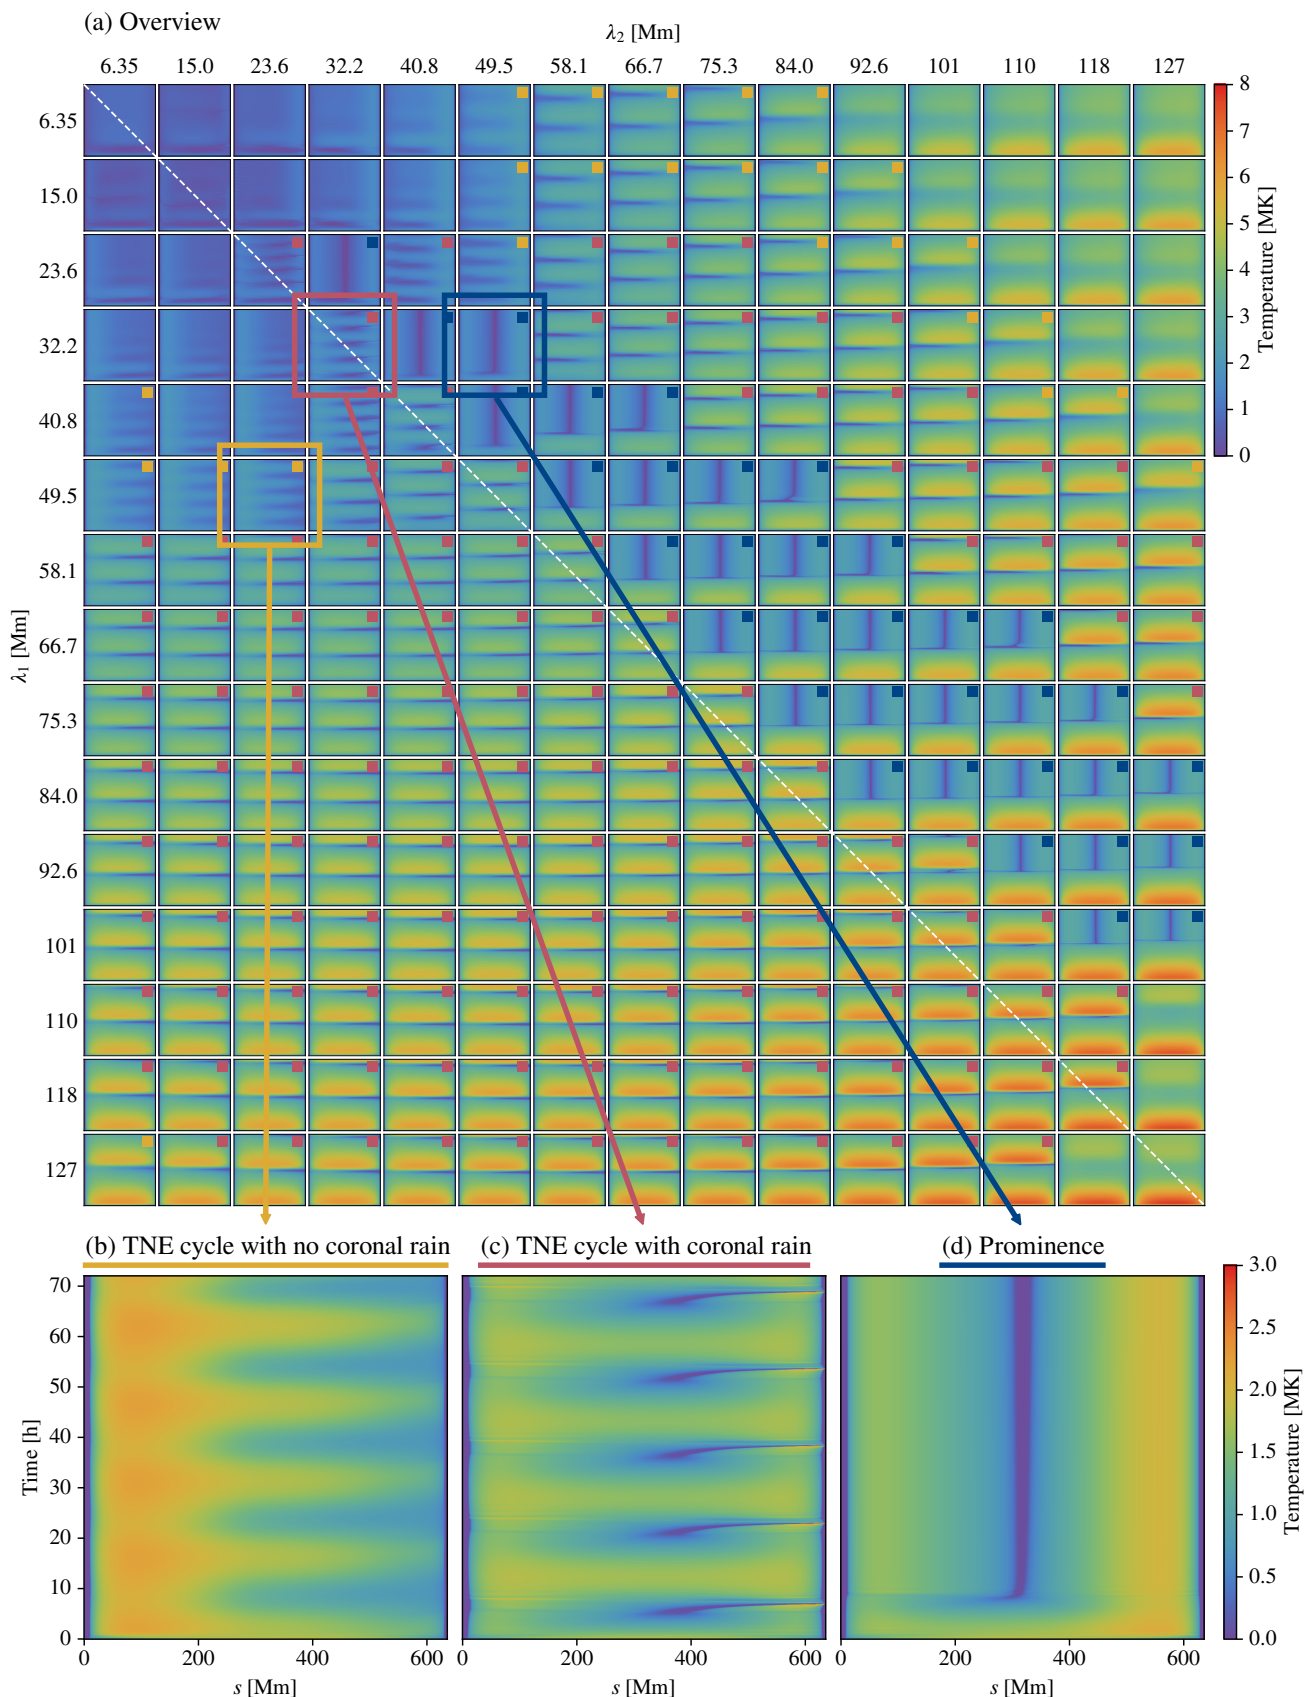 (a) Overview
λ₂ [Mm]
6.35 15.0 23.6 32.2 40.8 49.5 58.1 66.7 75.3 84.0 92.6 101 110 118 127
6.35
15.0
23.6
32.2
40.8
49.5
58.1
66.7
75.3
84.0
92.6
101
110
118
127
λ₁ [Mm]
8
7
6
5
4
3
2
1
0
Temperature [MK]
(b) TNE cycle with no coronal rain
(c) TNE cycle with coronal rain
(d) Prominence
70
60
50
40
30
20
10
0
Time [h]
0 200 400 600
s [Mm]
0 200 400 600
s [Mm]
0 200 400 600
s [Mm]
3.0
2.5
2.0
1.5
1.0
0.5
0.0
Temperature [MK]